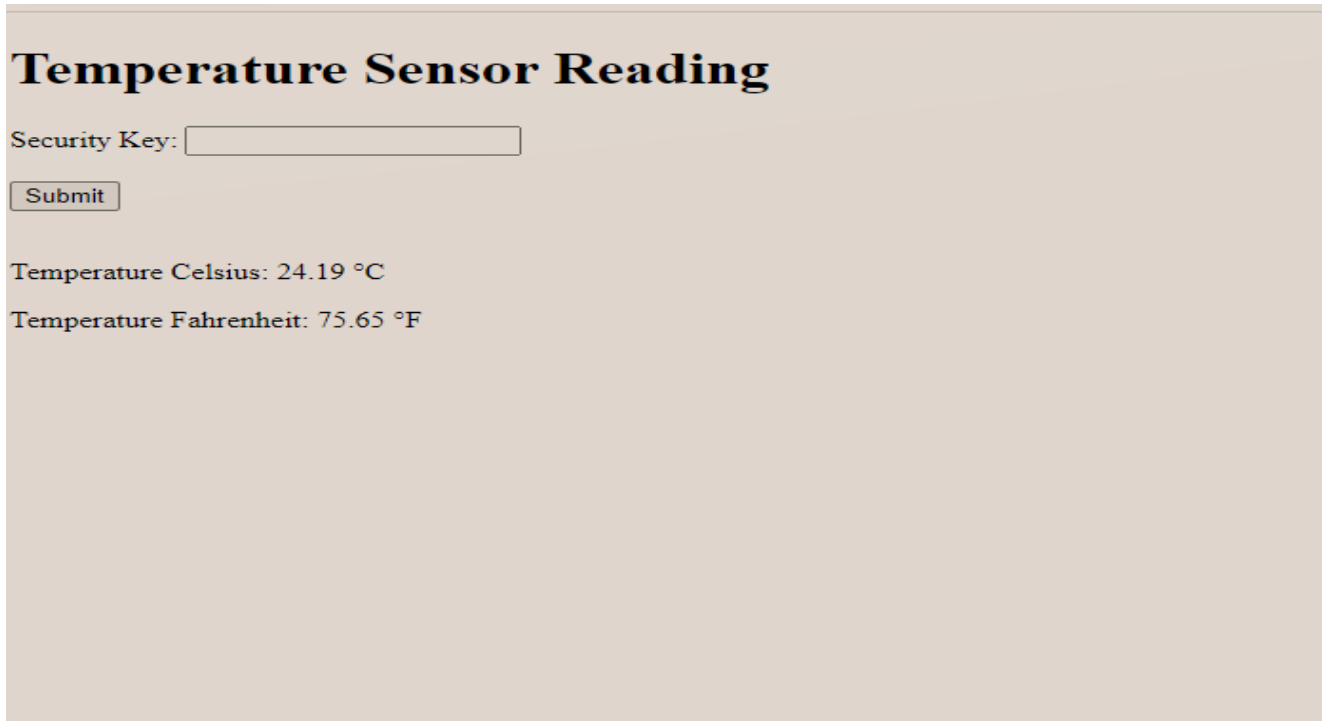 Temperature Sensor Reading
Security Key:
Submit
Temperature Celsius: 24.19 °C
Temperature Fahrenheit: 75.65 °F